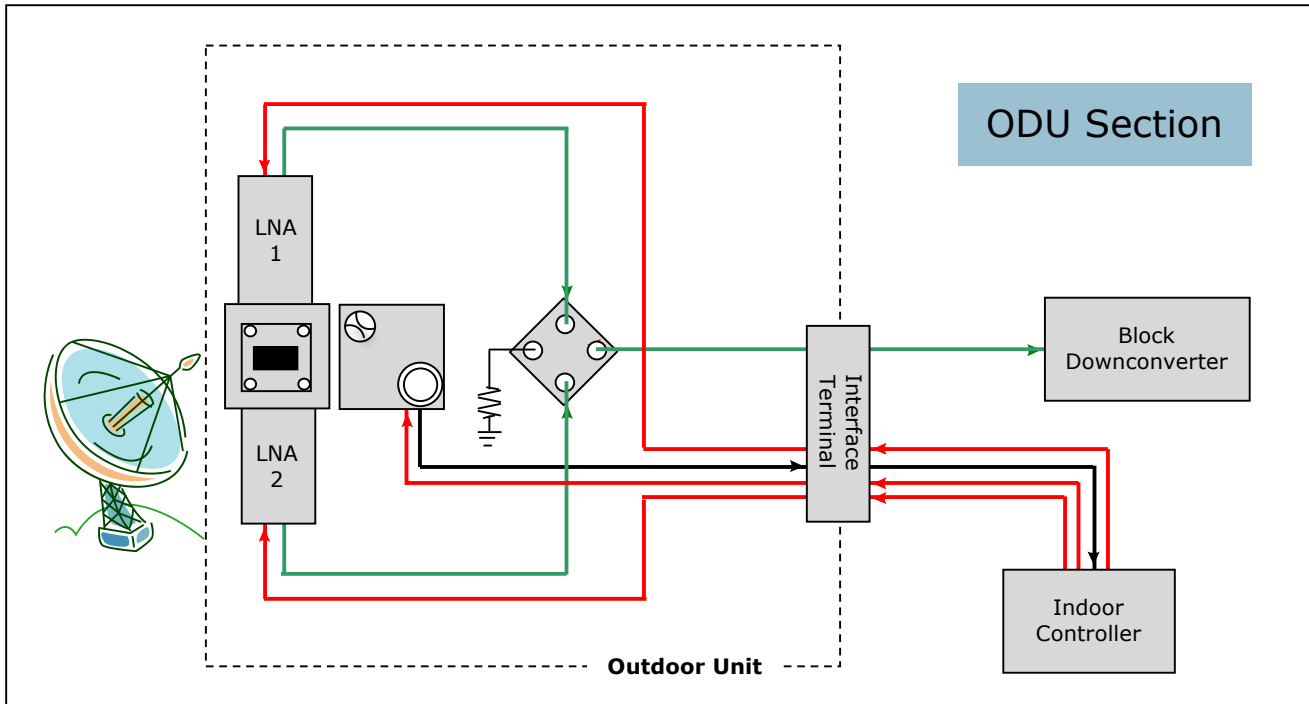 ODU Section
LNA
1
LNA
2
Interface
Terminal
Block
Downconverter
Indoor
Controller
Outdoor Unit